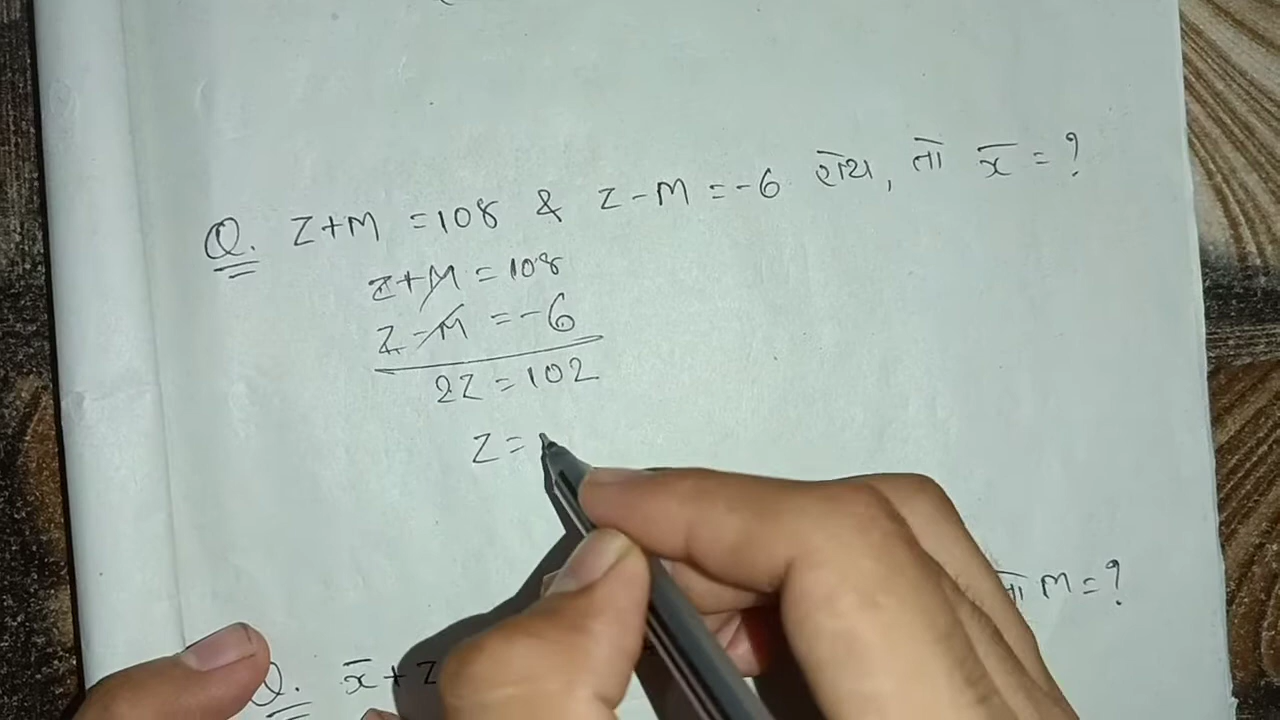 Q. Z+M =108 & Z-M =-6 હોય, તો x̄ = ?
Z+M = 108
Z-M = -6
2Z = 102
Z =
M = ?
Q. x̄ + Z